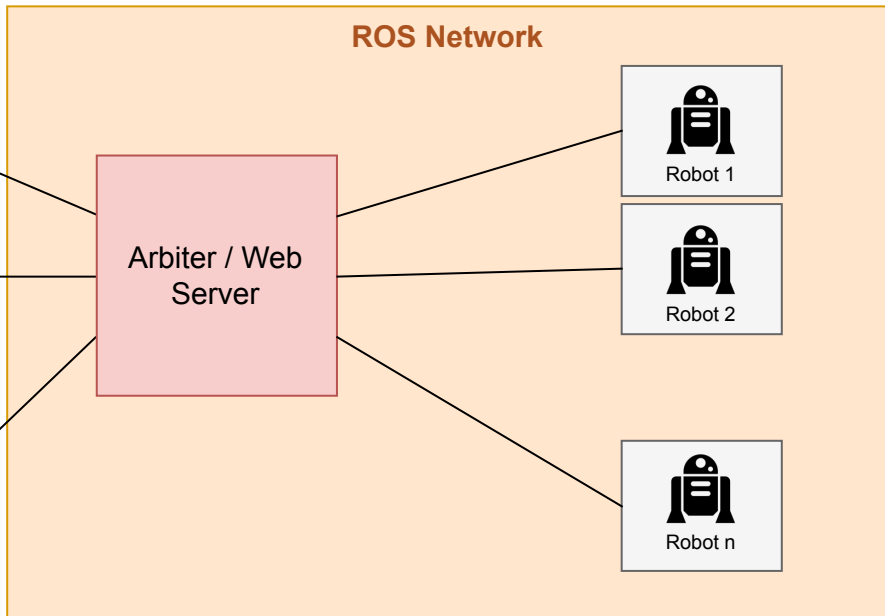 ROS Network
Arbiter / Web
Server
Robot 1
Robot 2
Robot n